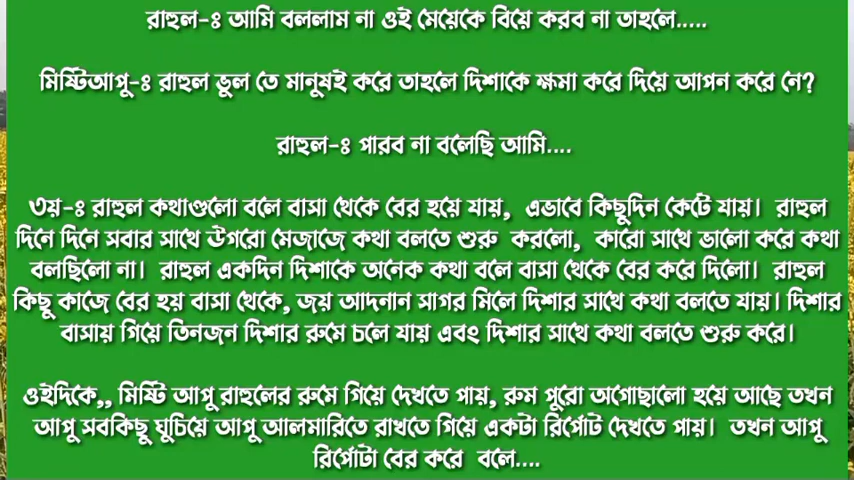 রাহুল-ঃ আমি বললাম না ওই মেয়েকে বিয়ে করব না তাহলে.....
মিষ্টিআপু-ঃ রাহুল ভুল তে মানুষই করে তাহলে দিশাকে ক্ষমা করে দিয়ে আপন করে নে?
রাহুল-ঃ পারব না বলেছি আমি....
৩য়-ঃ রাহুল কথাগুলো বলে বাসা থেকে বের হয়ে যায়, এভাবে কিছুদিন কেটে যায়। রাহুল
দিনে দিনে সবার সাথে ঊগরো মেজাজে কথা বলতে শুরু করলো, কারো সাথে ভালো করে কথা
বলছিলো না। রাহুল একদিন দিশাকে অনেক কথা বলে বাসা থেকে বের করে দিলো। রাহুল
কিছু কাজে বের হয় বাসা থেকে, জয় আদনান সাগর মিলে দিশার সাথে কথা বলতে যায়। দিশার
বাসায় গিয়ে তিনজন দিশার রুমে চলে যায় এবং দিশার সাথে কথা বলতে শুরু করে।
ওইদিকে,, মিষ্টি আপু রাহুলের রুমে গিয়ে দেখতে পায়, রুম পুরো অগোছালো হয়ে আছে তখন
আপু সবকিছু ঘুচিয়ে আপু আলমারিতে রাখতে গিয়ে একটা রির্পোট দেখতে পায়। তখন আপু
রির্পোটা বের করে বলে....